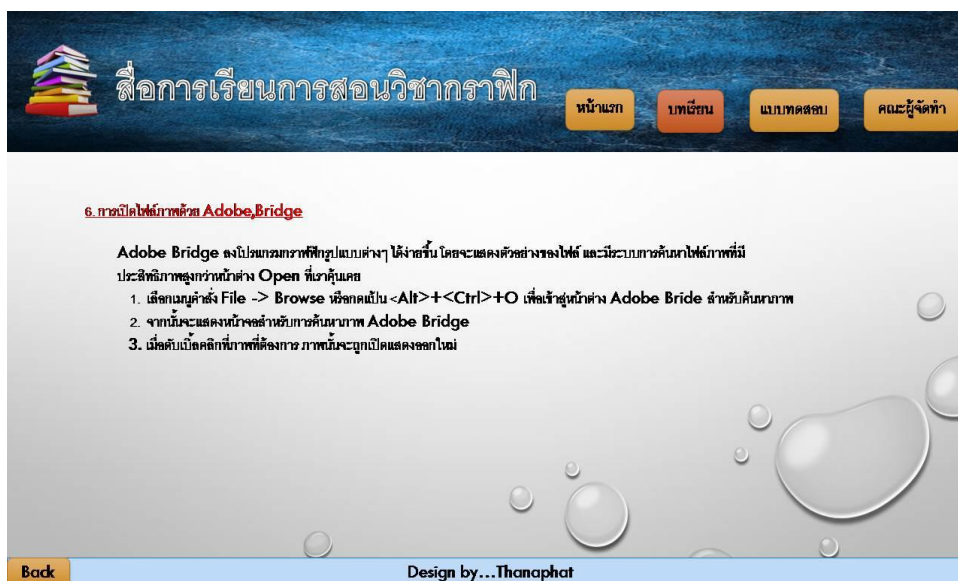 สื่อการเรียนการสอนวิชากราฟิก
หน้าแรก
บทเรียน
แบบทดสอบ
คณะผู้จัดทำ
6. การเปิดไฟล์ภาพด้วย Adobe,Bridge
Adobe Bridge ลงโปรแกรมกราฟฟิกรูปแบบต่างๆ ได้ง่ายขึ้น โดยจะแสดงตัวอย่างของไฟล์ และมีระบบการค้นหาไฟล์ภาพที่มี
ประสิทธิภาพสูงกว่าหน้าต่าง Open ที่เราคุ้นเคย
1. เลือกเมนูคำสั่ง File -> Browse หรือกดแป้น <Alt>+<Ctrl>+O เพื่อเข้าสู่หน้าต่าง Adobe Bride สำหรับค้นหาภาพ
2. จากนั้นจะแสดงหน้าจอสำหรับการค้นหาภาพ Adobe Bridge
3. เมื่อดับเบิ้ลคลิกที่ภาพที่ต้องการ ภาพนั้นจะถูกเปิดแสดงออกใหม่
Back
Design by...Thanaphat